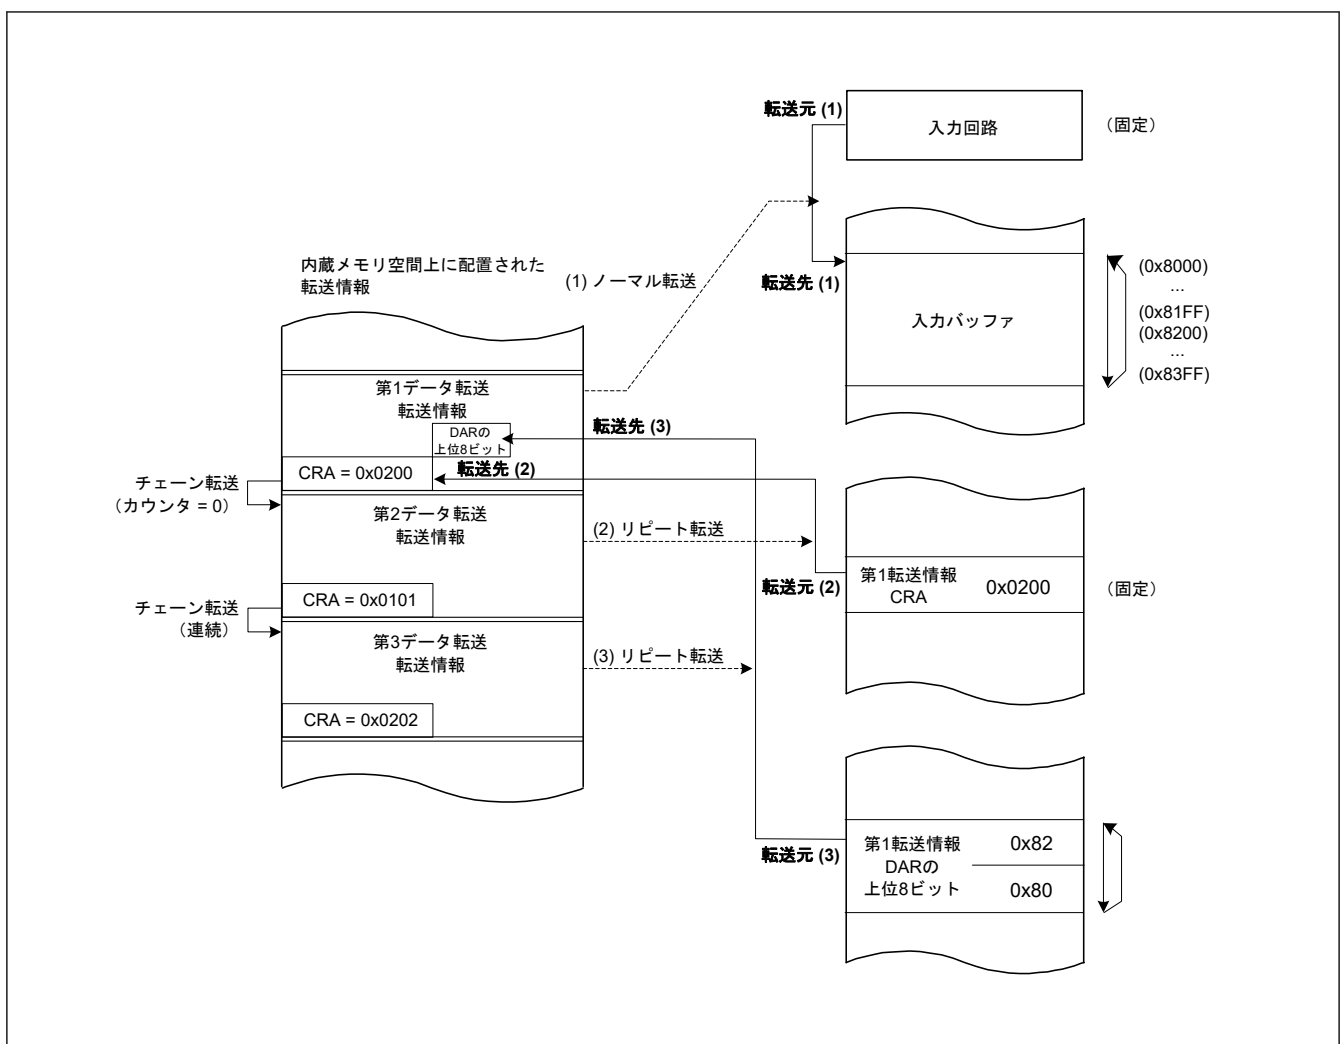 転送元 (1)
入力回路
（固定）
内蔵メモリ空間上に配置された
転送情報
(1) ノーマル転送
転送先 (1)
入力バッファ
(0x8000)
...
(0x81FF)
(0x8200)
...
(0x83FF)
第1データ転送
転送情報
DARの
上位8ビット
転送先 (3)
CRA = 0x0200
転送先 (2)
チェーン転送
（カウンタ = 0）
第2データ転送
転送情報
(2) リピート転送
転送元 (2)
第1転送情報
CRA
0x0200
（固定）
CRA = 0x0101
チェーン転送
（連続）
第3データ転送
転送情報
(3) リピート転送
CRA = 0x0202
転送元 (3)
第1転送情報
DARの
上位8ビット
0x82
0x80